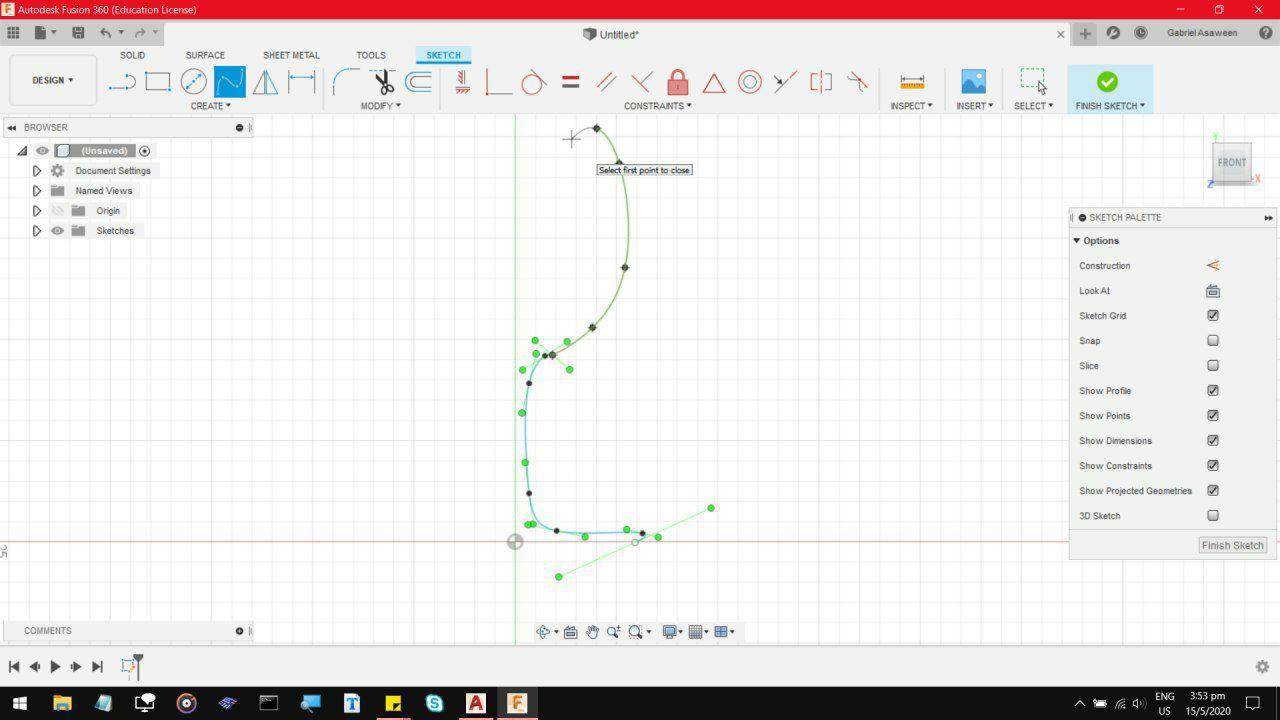 Autodesk Fusion 360 (Education License)
Untitled*
Gabriel Asaween
SOLID SURFACE SHEET METAL TOOLS SKETCH
DESIGN
CREATE MODIFY CONSTRAINTS INSPECT INSERT SELECT FINISH SKETCH
BROWSER
(Unsaved)
Document Settings
Named Views
Origin
Sketches
Select first point to close
Y
FRONT
X
Z
SKETCH PALETTE
Options
Construction
Look At
Sketch Grid
Snap
Slice
Show Profile
Show Points
Show Dimensions
Show Constraints
Show Projected Geometries
3D Sketch
Finish Sketch
25
COMMENTS
ENG
US
3:53 pm
15/5/2020